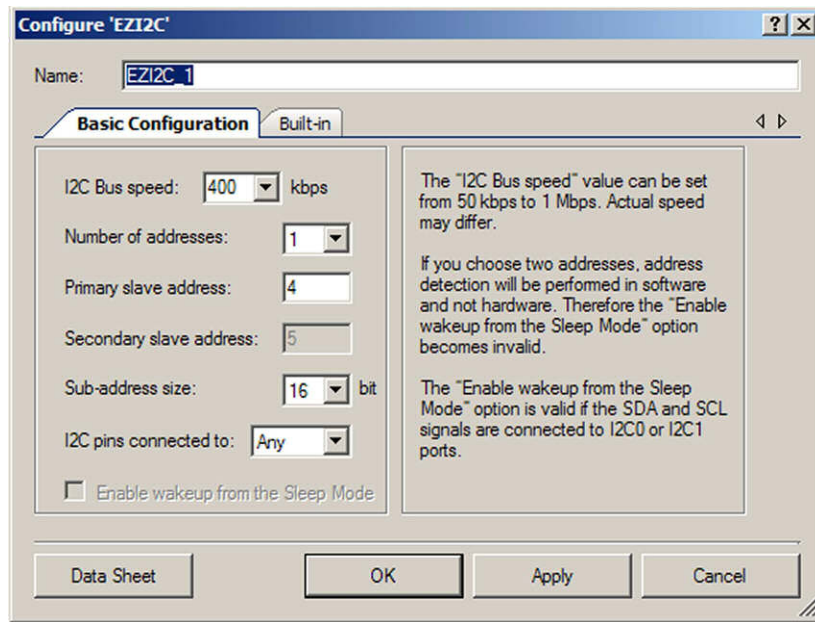 Configure 'EZI2C'
Name: EZI2C_1
Basic Configuration Built-in
I2C Bus speed: 400 kbps
Number of addresses: 1
Primary slave address: 4
Secondary slave address: 5
Sub-address size: 16 bit
I2C pins connected to: Any
Enable wakeup from the Sleep Mode
The "I2C Bus speed" value can be set
from 50 kbps to 1 Mbps. Actual speed
may differ.
If you choose two addresses, address
detection will be performed in software
and not hardware. Therefore the "Enable
wakeup from the Sleep Mode" option
becomes invalid.
The "Enable wakeup from the Sleep
Mode" option is valid if the SDA and SCL
signals are connected to I2C0 or I2C1
ports.
Data Sheet OK Apply Cancel